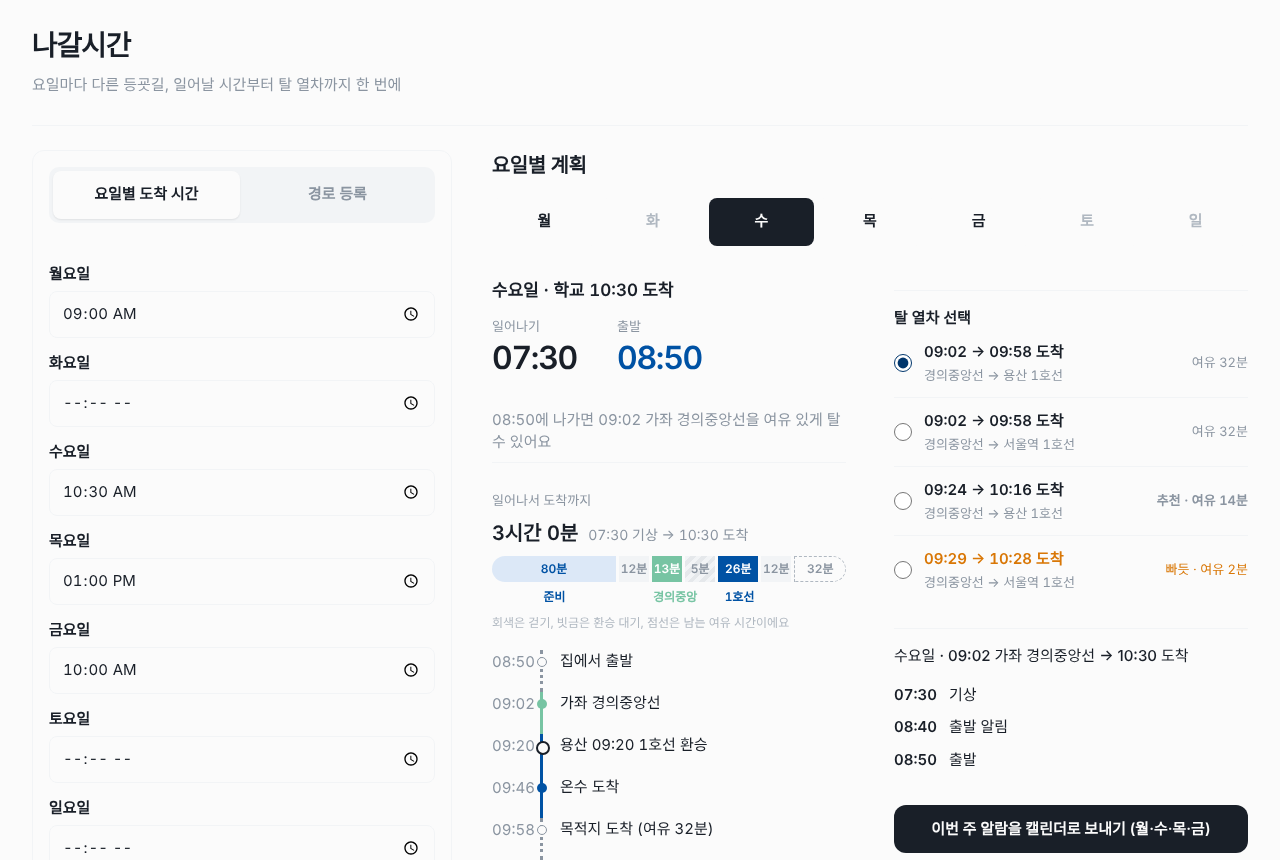 나갈시간
요일마다 다른 등굣길, 일어날 시간부터 탈 열차까지 한 번에
요일별 도착 시간
경로 등록
월요일
09:00 AM
화요일
--:-- --
수요일
10:30 AM
목요일
01:00 PM
금요일
10:00 AM
토요일
--:-- --
일요일
--:-- --
요일별 계획
월 화 수 목 금 토 일
수요일 · 학교 10:30 도착
일어나기 출발
07:30 08:50
08:50에 나가면 09:02 가좌 경의중앙선을 여유 있게 탈
수 있어요
일어나서 도착까지
3시간 0분 07:30 기상 → 10:30 도착
80분 12분 13분 5분 26분 12분 32분
준비 경의중앙 1호선
회색은 걷기, 빗금은 환승 대기, 점선은 남는 여유 시간이에요
08:50 집에서 출발
09:02 가좌 경의중앙선
09:20 용산 09:20 1호선 환승
09:46 온수 도착
09:58 목적지 도착 (여유 32분)
탈 열차 선택
09:02 → 09:58 도착
경의중앙선 → 용산 1호선
여유 32분
09:02 → 09:58 도착
경의중앙선 → 서울역 1호선
여유 32분
09:24 → 10:16 도착
경의중앙선 → 용산 1호선
추천 · 여유 14분
09:29 → 10:28 도착
경의중앙선 → 서울역 1호선
빠듯 · 여유 2분
수요일 · 09:02 가좌 경의중앙선 → 10:30 도착
07:30 기상
08:40 출발 알림
08:50 출발
이번 주 알람을 캘린더로 보내기 (월·수·목·금)